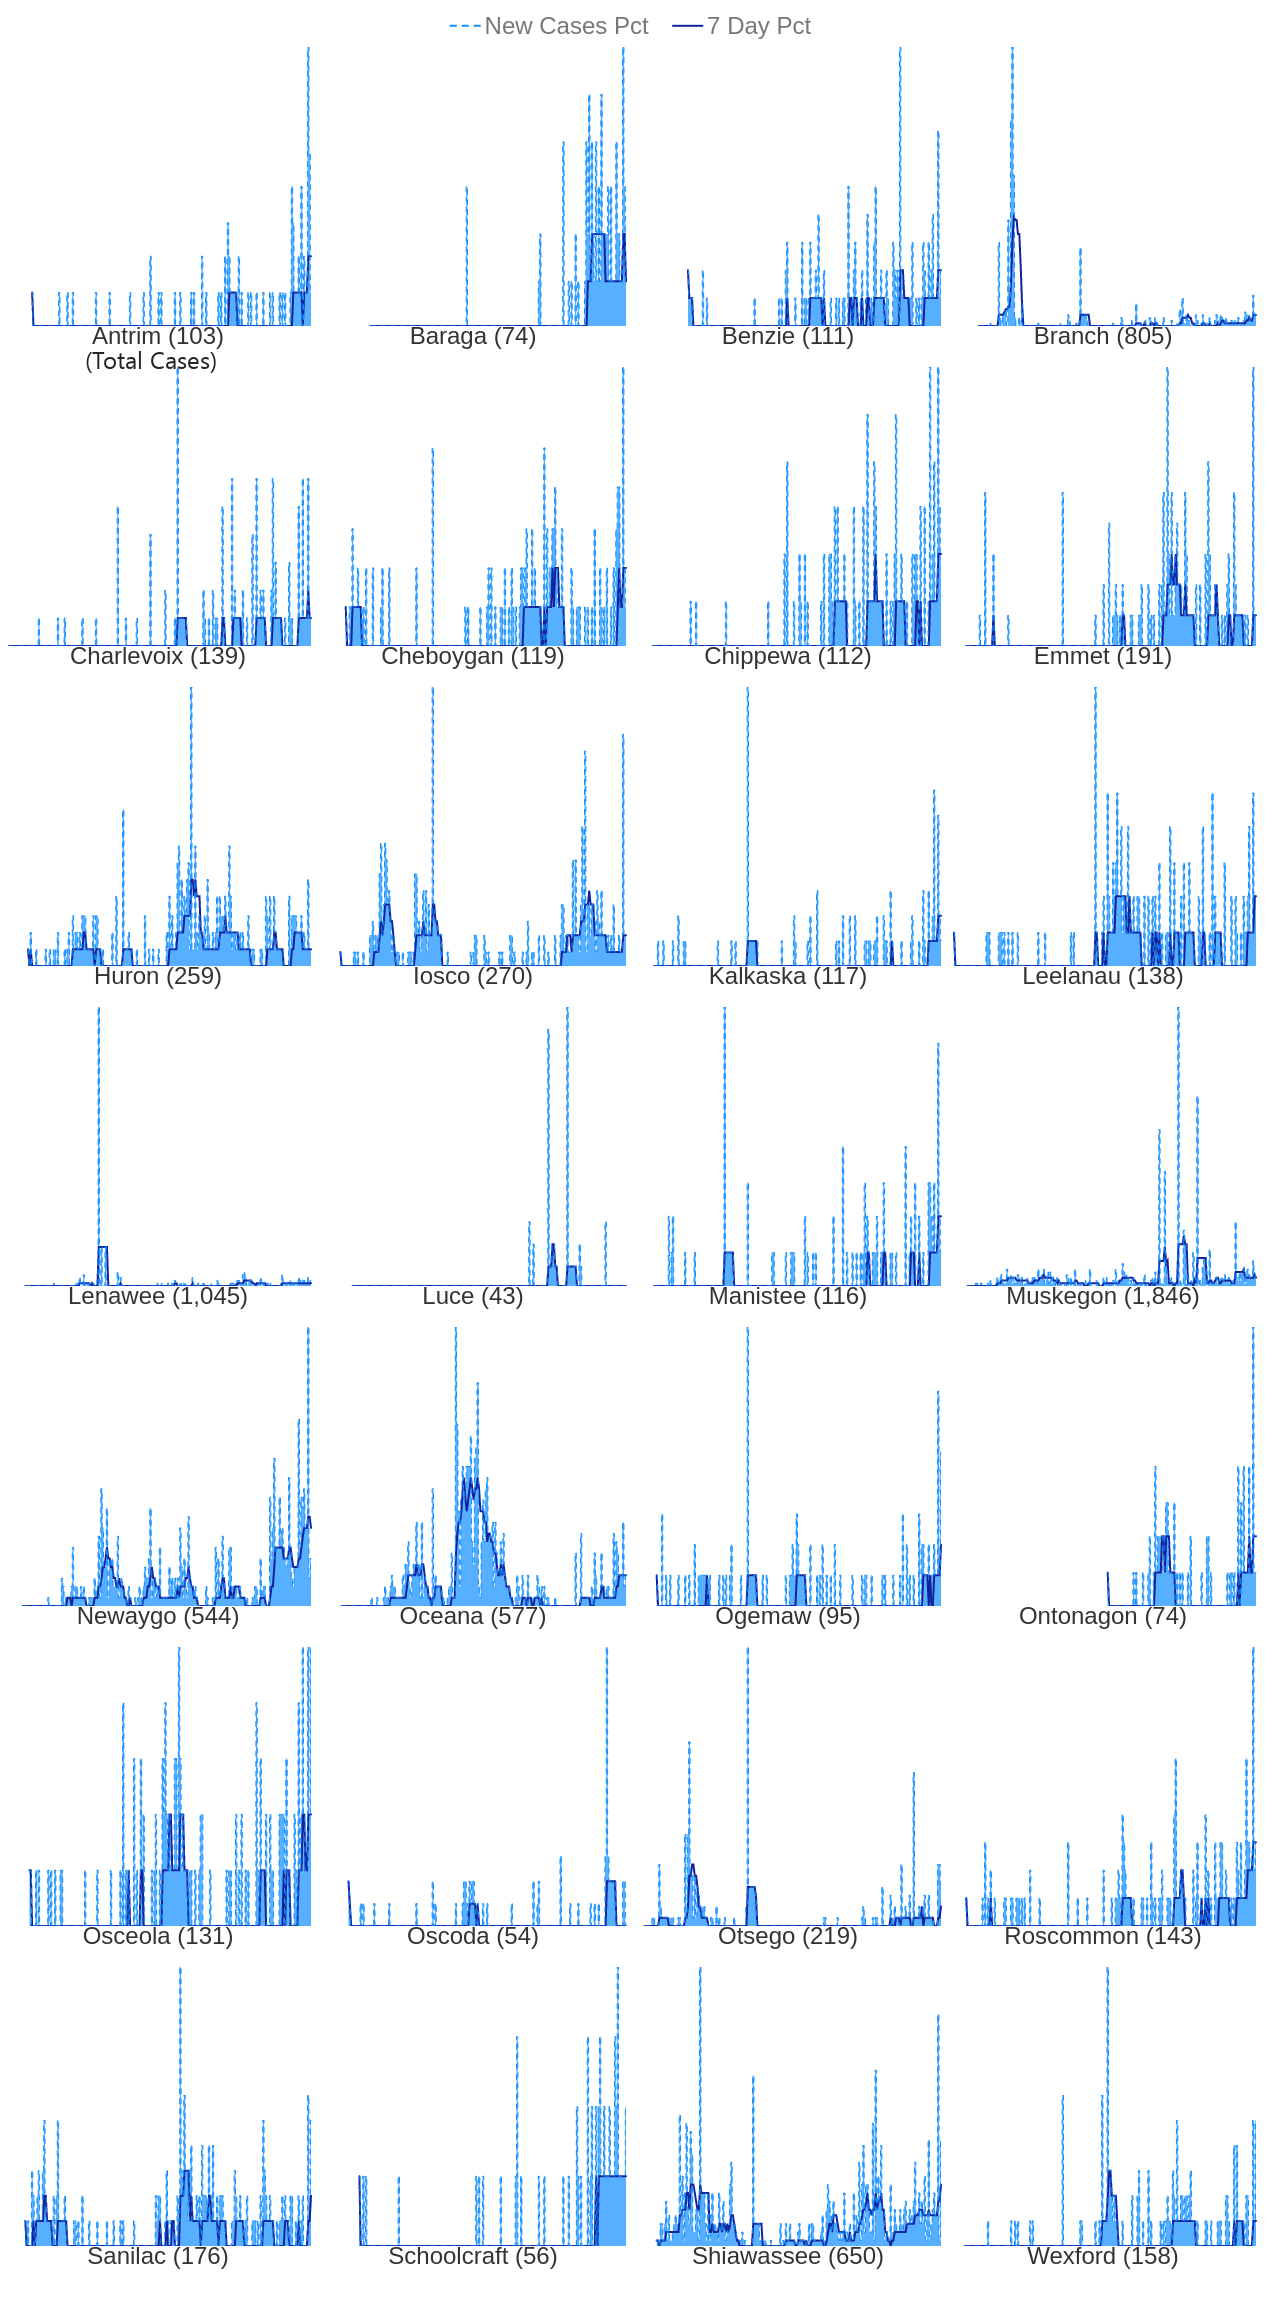 New Cases Pct 7 Day Pct
Antrim (103) Baraga (74) Benzie (111) Branch (805)
(Total Cases)
Charlevoix (139) Cheboygan (119) Chippewa (112) Emmet (191)
Huron (259) Iosco (270) Kalkaska (117) Leelanau (138)
Lenawee (1,045) Luce (43) Manistee (116) Muskegon (1,846)
Newaygo (544) Oceana (577) Ogemaw (95) Ontonagon (74)
Osceola (131) Oscoda (54) Otsego (219) Roscommon (143)
Sanilac (176) Schoolcraft (56) Shiawassee (650) Wexford (158)